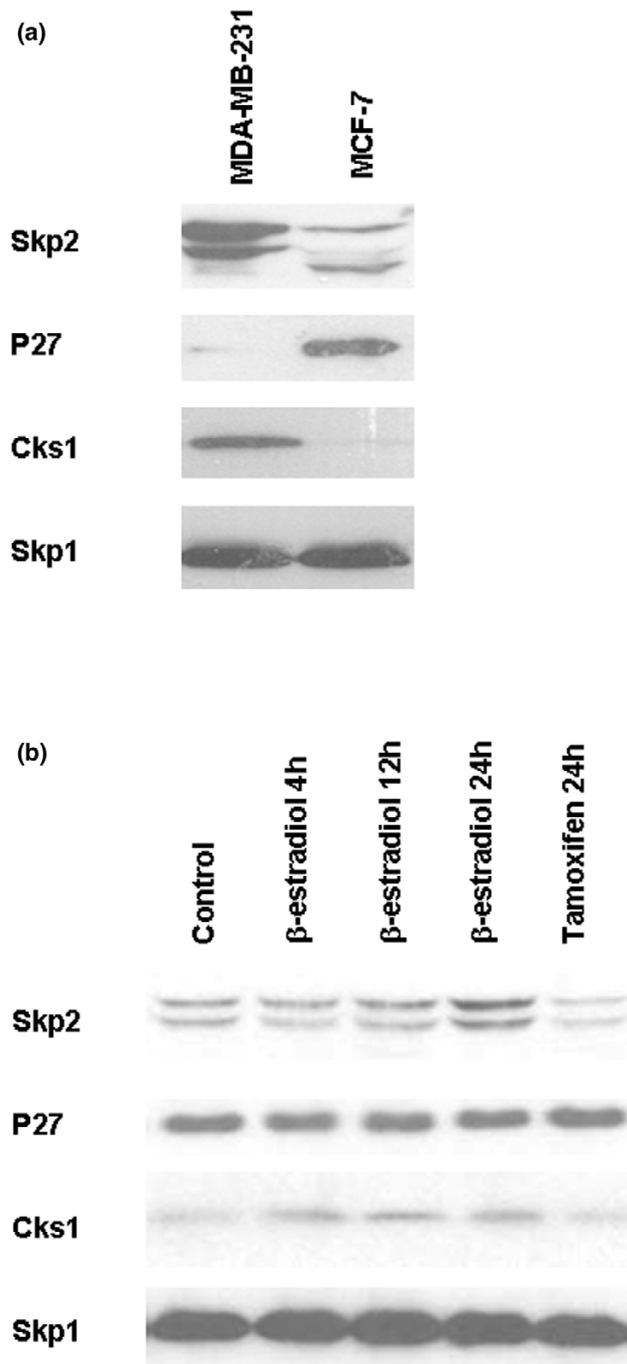 (a)
MDA-MB-231
MCF-7
Skp2
P27
Cks1
Skp1
(b)
Control
β-estradiol 4h
β-estradiol 12h
β-estradiol 24h
Tamoxifen 24h
Skp2
P27
Cks1
Skp1